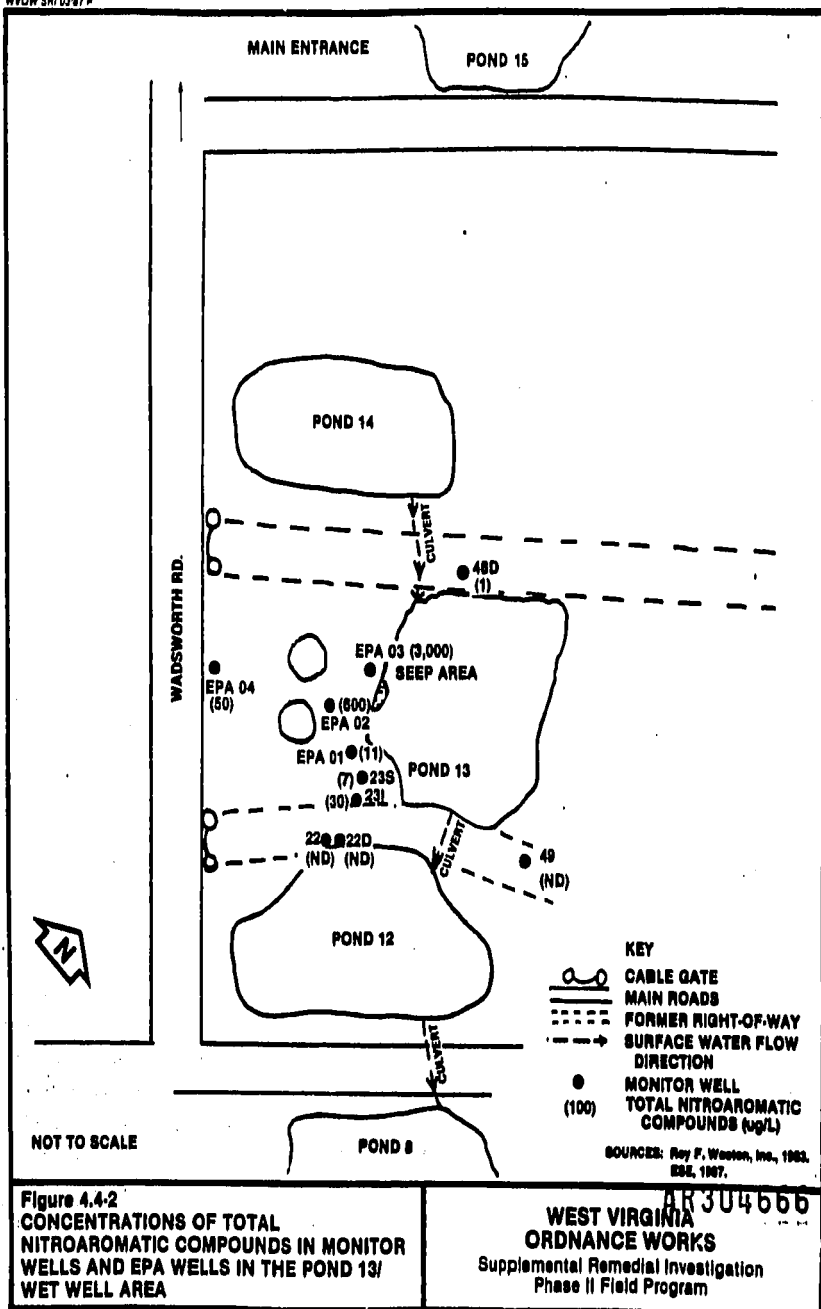 MAIN ENTRANCE
POND 15
POND 14
CULVERT
WADSWORTH RD.
48D
(1)
EPA 03 (3,000)
SEEP AREA
EPA 04
(50)
(600)
EPA 02
EPA 01 (11)
POND 13
(7) 23S
(30) 23I
22 22D
(ND) (ND)
CULVERT
49
(ND)
POND 12
N
CULVERT
KEY
CABLE GATE
MAIN ROADS
FORMER RIGHT-OF-WAY
SURFACE WATER FLOW
DIRECTION
MONITOR WELL
(100) TOTAL NITROAROMATIC
COMPOUNDS (ug/L)
NOT TO SCALE
POND 8
SOURCES: Roy F. Weston, Inc., 1983.
ESE, 1987.
AR304666
Figure 4.4-2
CONCENTRATIONS OF TOTAL
NITROAROMATIC COMPOUNDS IN MONITOR
WELLS AND EPA WELLS IN THE POND 13/
WET WELL AREA
WEST VIRGINIA
ORDNANCE WORKS
Supplemental Remedial Investigation
Phase II Field Program